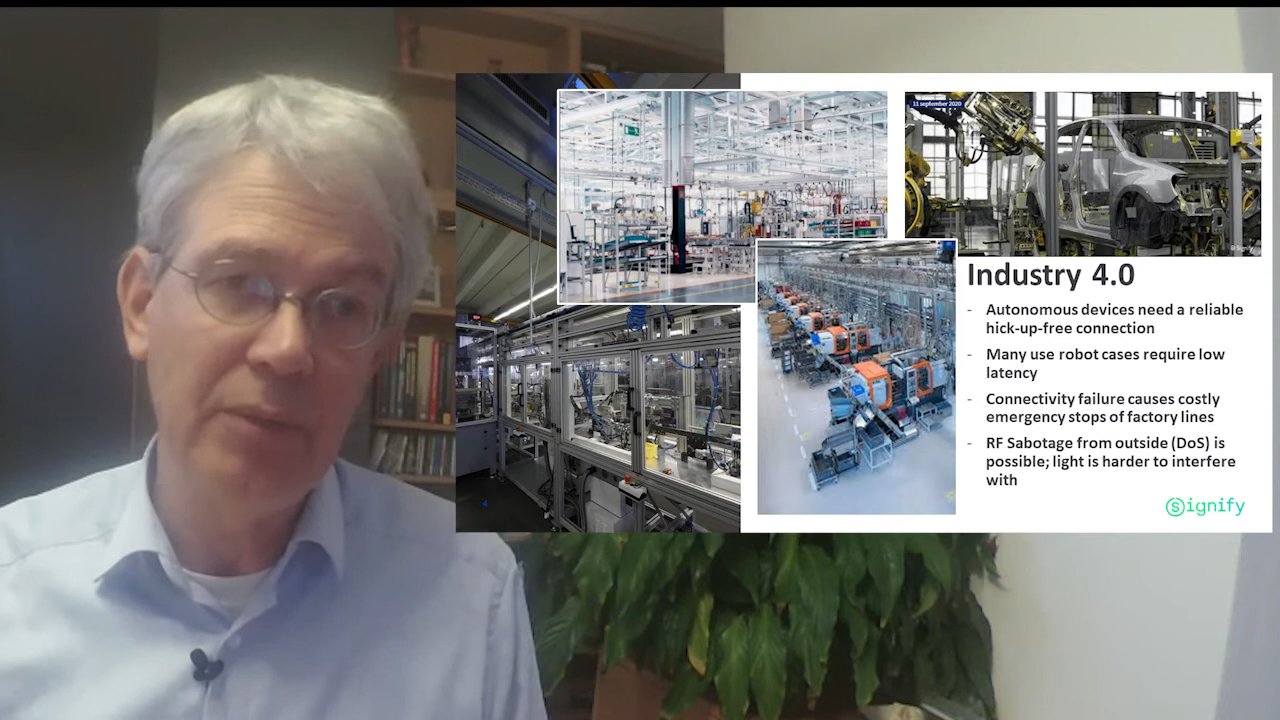 11 september 2020
Signify
Industry 4.0
- Autonomous devices need a reliable
hick-up-free connection
- Many use robot cases require low
latency
- Connectivity failure causes costly
emergency stops of factory lines
- RF Sabotage from outside (DoS) is
possible; light is harder to interfere
with
Signify